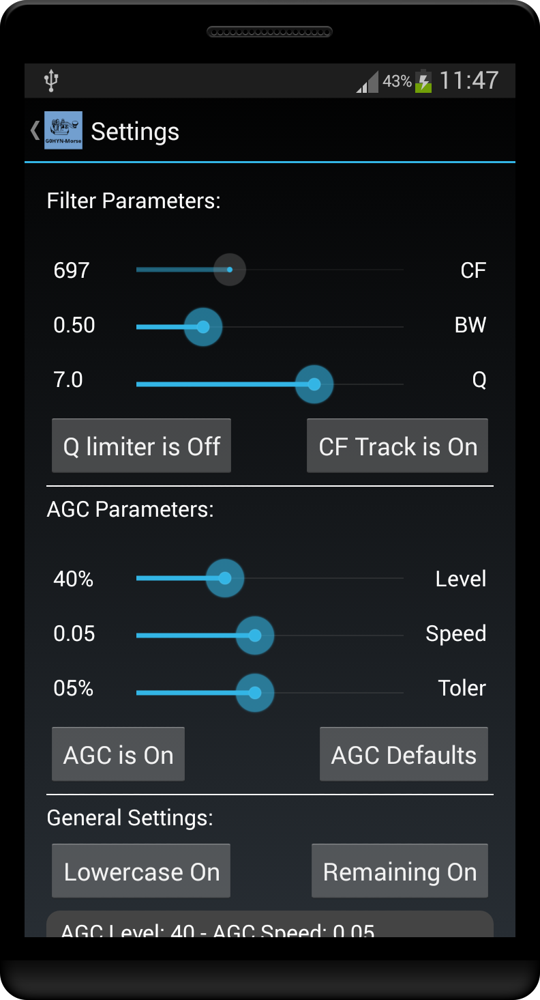 43% 11:47
G0HYN-Morse
Settings
Filter Parameters:
697 CF
0.50 BW
7.0 Q
Q limiter is Off CF Track is On
AGC Parameters:
40% Level
0.05 Speed
05% Toler
AGC is On AGC Defaults
General Settings:
Lowercase On Remaining On
AGC Level: 40 - AGC Speed: 0.05